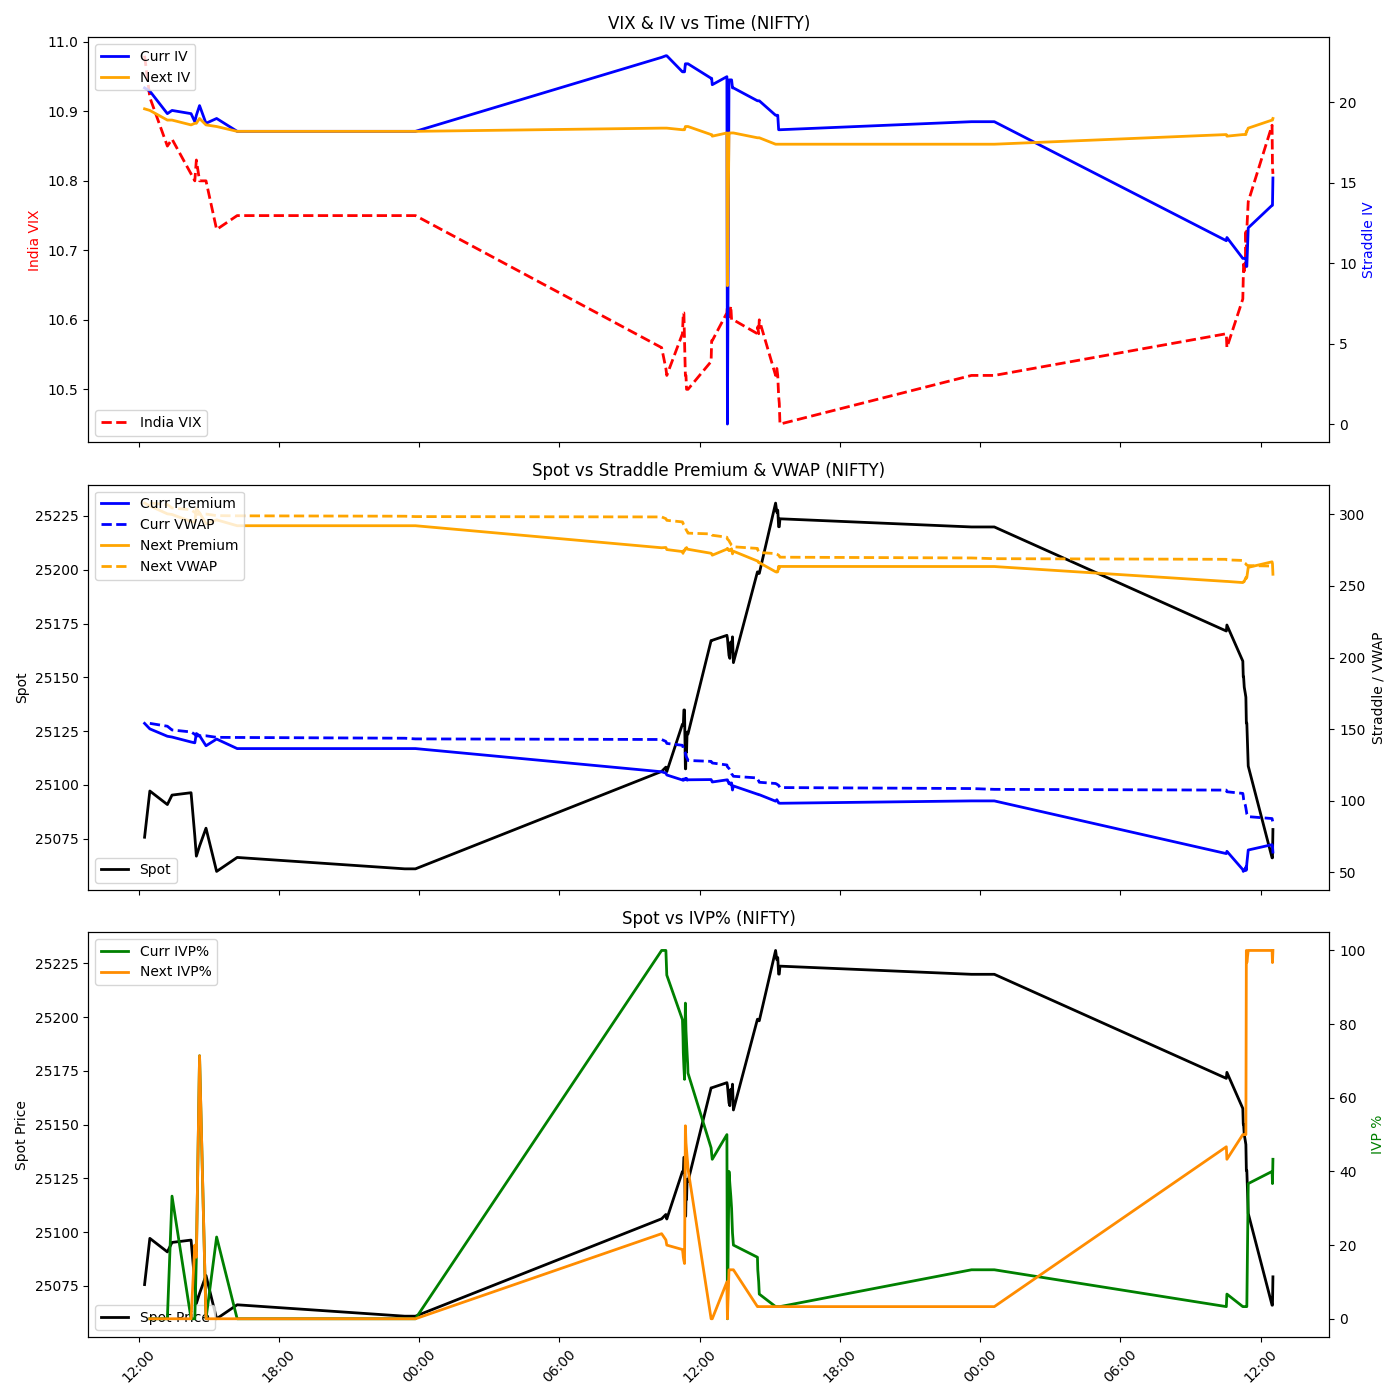 VIX & IV vs Time (NIFTY)
Curr IV
Next IV
India VIX
11.0
10.9
10.8
10.7
10.6
10.5
India VIX
20
15
10
5
0
Straddle IV
Spot vs Straddle Premium & VWAP (NIFTY)
Curr Premium
Curr VWAP
Next Premium
Next VWAP
Spot
25225
25200
25175
25150
25125
25100
25075
Spot
300
250
200
150
100
50
Straddle / VWAP
Spot vs IVP% (NIFTY)
Curr IVP%
Next IVP%
Spot Price
25225
25200
25175
25150
25125
25100
25075
Spot Price
100
80
60
40
20
0
IVP %
12:00
18:00
00:00
06:00
12:00
18:00
00:00
06:00
12:00